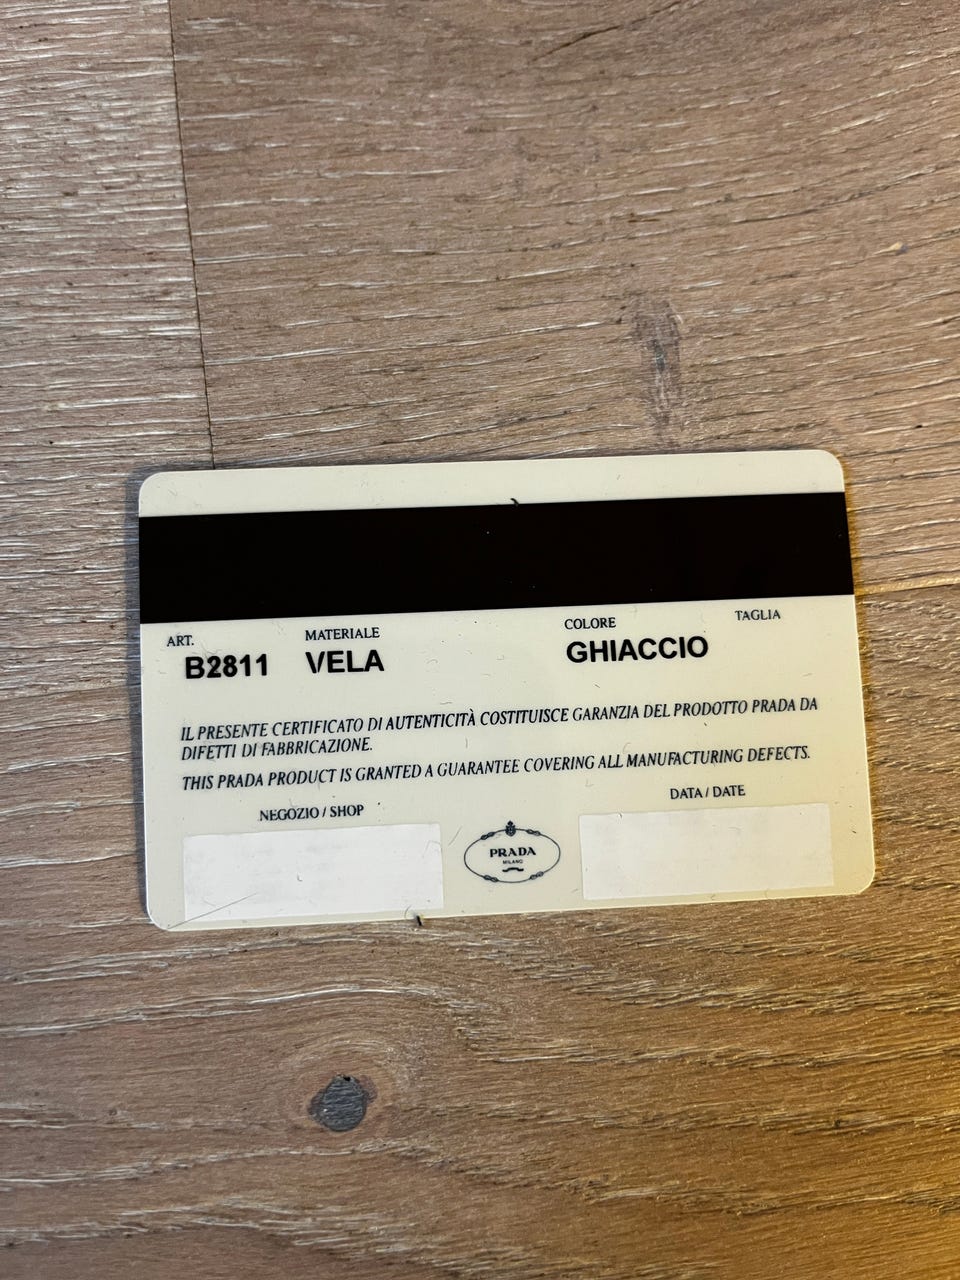 ART. MATERIALE COLORE TAGLIA
B2811 VELA GHIACCIO
IL PRESENTE CERTIFICATO DI AUTENTICITÀ COSTITUISCE GARANZIA DEL PRODOTTO PRADA DA
DIFETTI DI FABBRICAZIONE.
THIS PRADA PRODUCT IS GRANTED A GUARANTEE COVERING ALL MANUFACTURING DEFECTS.
NEGOZIO / SHOP DATA / DATE
PRADA
MILANO